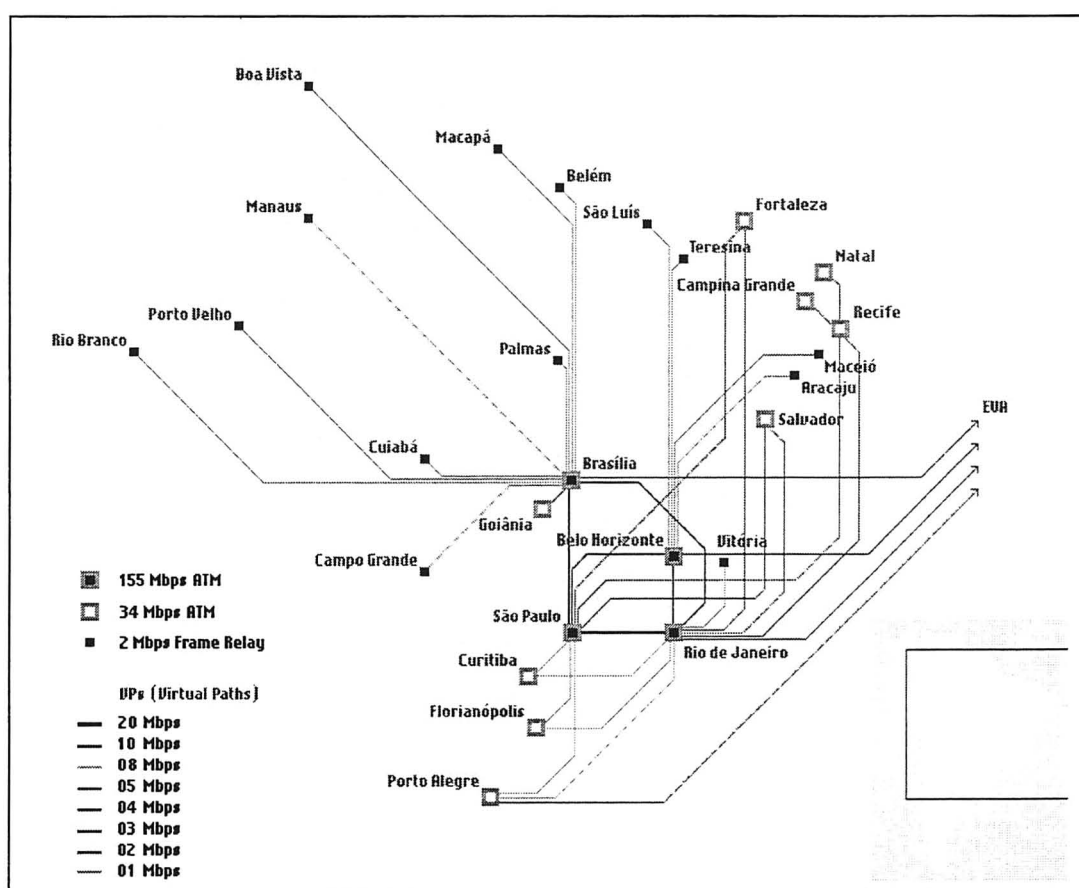 Boa Vista
Macapá
Belém
Manaus
São Luís
Fortaleza
Teresina
Natal
Campina Grande
Recife
Porto Velho
Rio Branco
Palmas
Maceió
Aracaju
EUA
Salvador
Cuiabá
Brasília
Goiânia
Belo Horizonte
Vitória
Campo Grande
155 Mbps ATM
34 Mbps ATM
São Paulo
2 Mbps Frame Relay
Rio de Janeiro
Curitiba
VPs (Virtual Paths)
Florianópolis
20 Mbps
10 Mbps
08 Mbps
Porto Alegre
05 Mbps
04 Mbps
03 Mbps
02 Mbps
01 Mbps